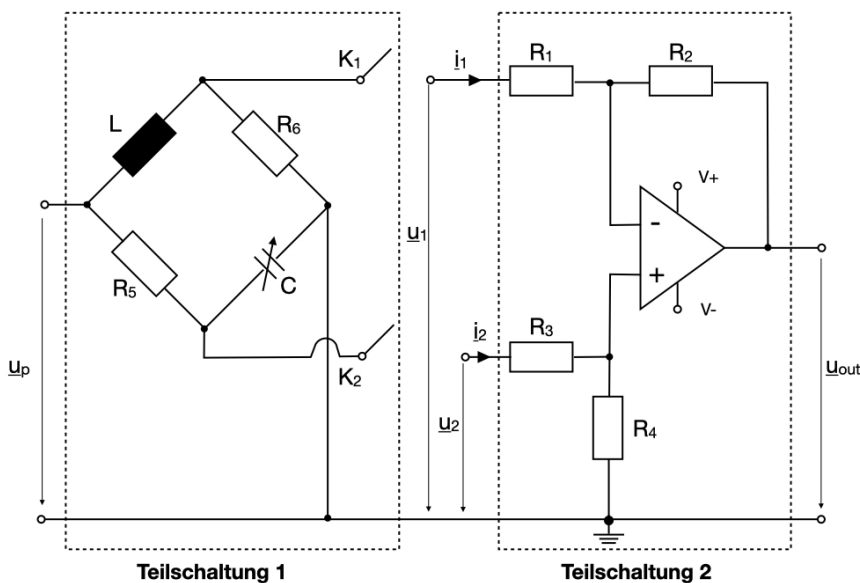 K1
i1
R1
R2
L
R6
V+
u1
-
R5
C
+
V-
i2
R3
up
K2
uout
u2
R4
Teilschaltung 1
Teilschaltung 2